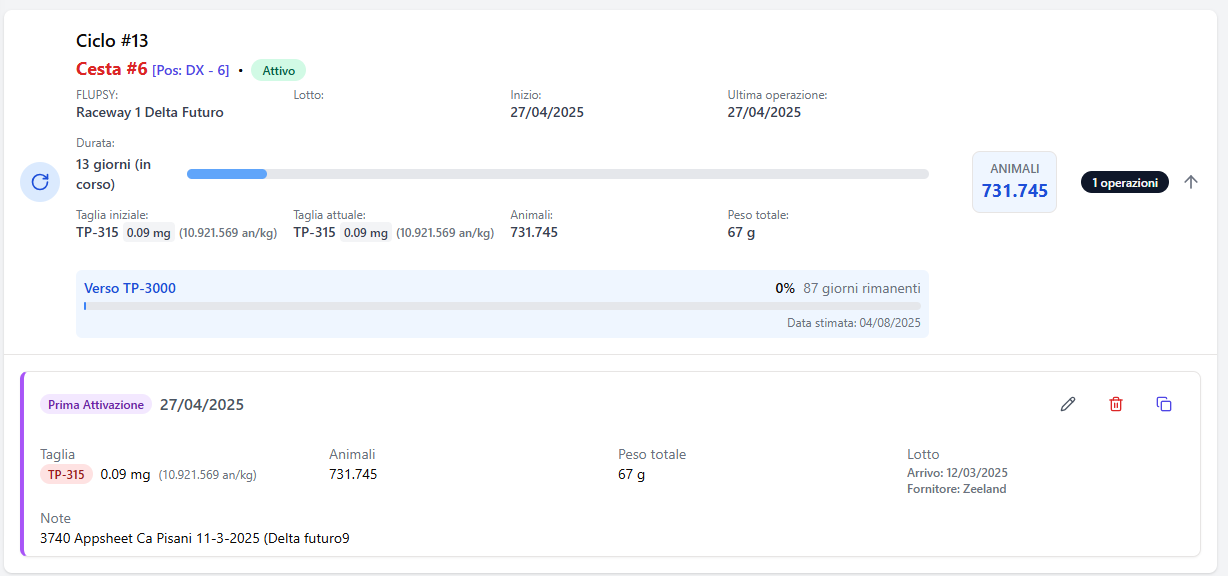 Ciclo #13
Cesta #6 [Pos: DX - 6] • Attivo
FLUPSY: Lotto: Inizio: Ultima operazione:
Raceway 1 Delta Futuro 27/04/2025 27/04/2025
Durata:
13 giorni (in
corso)
ANIMALI
731.745
1 operazioni
Taglia iniziale: Taglia attuale: Animali: Peso totale:
TP-315 0.09 mg (10.921.569 an/kg) TP-315 0.09 mg (10.921.569 an/kg) 731.745 67 g
Verso TP-3000 0% 87 giorni rimanenti
Data stimata: 04/08/2025
Prima Attivazione 27/04/2025
Taglia Animali Peso totale Lotto
TP-315 0.09 mg (10.921.569 an/kg) 731.745 67 g Arrivo: 12/03/2025
Fornitore: Zeeland
Note
3740 Appsheet Ca Pisani 11-3-2025 (Delta futuro9